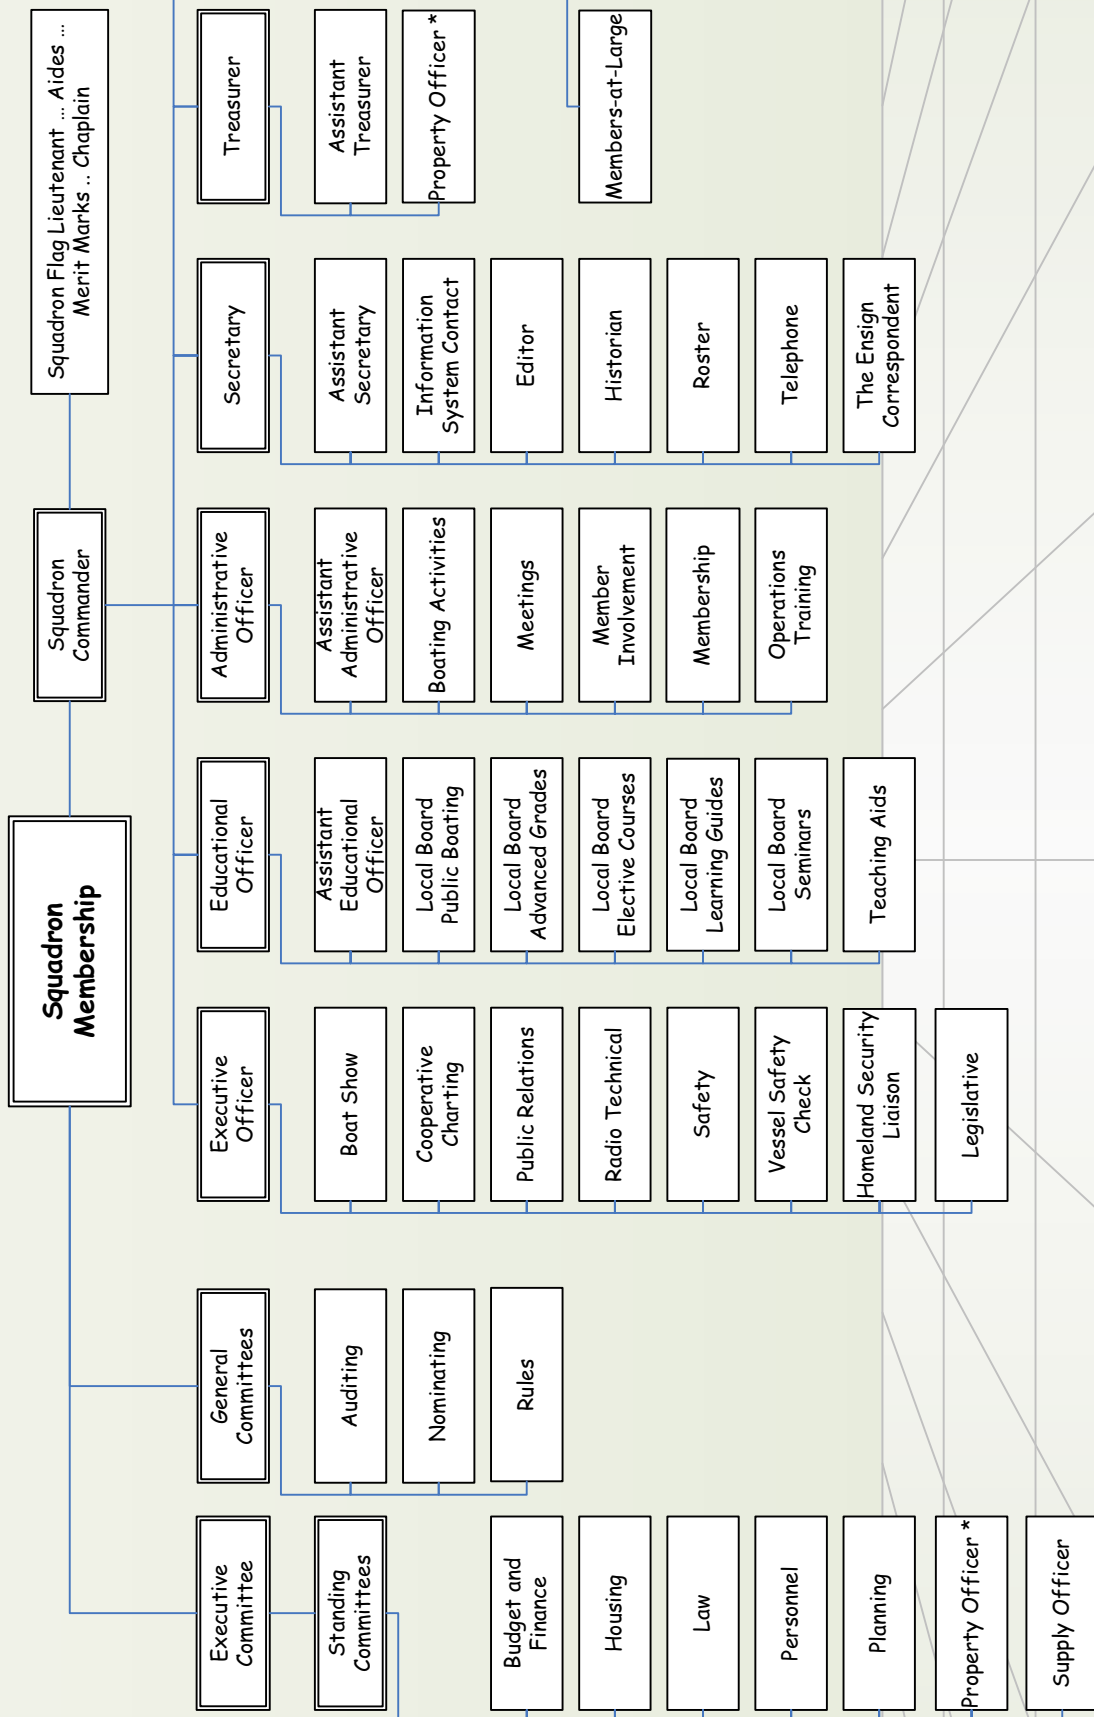 Squadron
Membership
Squadron
Commander
Squadron Flag Lieutenant ... Aides ...
Merit Marks .. Chaplain
Executive
Committee
Standing
Committees
Budget and
Finance
Housing
Law
Personnel
Planning
Property Officer *
Supply Officer
General
Committees
Auditing
Nominating
Rules
Executive
Officer
Boat Show
Cooperative
Charting
Public Relations
Radio Technical
Safety
Vessel Safety
Check
Homeland Security
Liaison
Legislative
Educational
Officer
Assistant
Educational
Officer
Local Board
Public Boating
Local Board
Advanced Grades
Local Board
Elective Courses
Local Board
Learning Guides
Local Board
Seminars
Teaching Aids
Administrative
Officer
Assistant
Administrative
Officer
Boating Activities
Meetings
Member
Involvement
Membership
Operations
Training
Secretary
Assistant
Secretary
Information
System Contact
Editor
Historian
Roster
Telephone
The Ensign
Correspondent
Treasurer
Assistant
Treasurer
Property Officer *
Members-at-Large